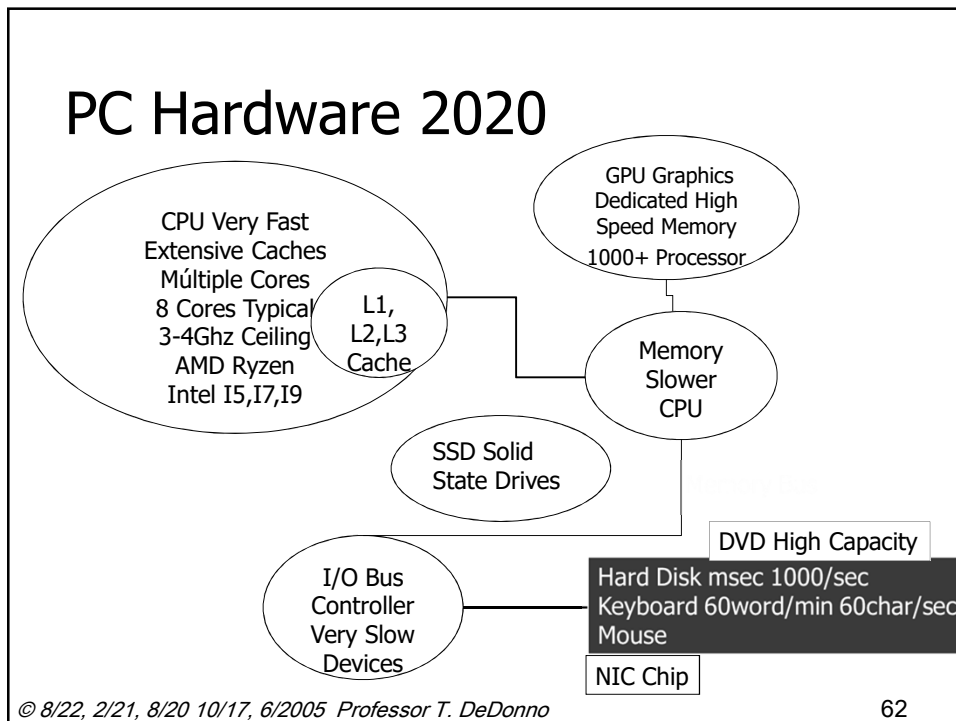 PC Hardware 2020
CPU Very Fast
Extensive Caches
Múltiple Cores
8 Cores Typical
3-4Ghz Ceiling
AMD Ryzen
Intel I5,I7,I9
L1,
L2,L3
Cache
GPU Graphics
Dedicated High
Speed Memory
1000+ Processor
Memory
Slower
CPU
SSD Solid
State Drives
I/O Bus
Controller
Very Slow
Devices
DVD High Capacity
Hard Disk msec 1000/sec
Keyboard 60word/min 60char/sec
Mouse
NIC Chip
© 8/22, 2/21, 8/20 10/17, 6/2005 Professor T. DeDonno
62